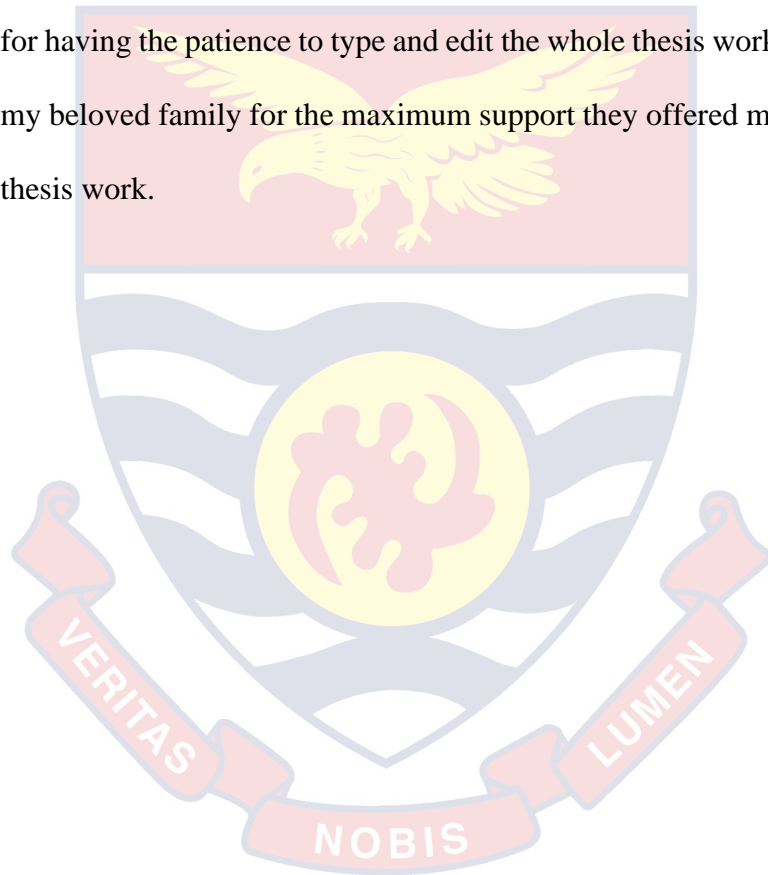 for having the patience to type and edit the whole thesis work
my beloved family for the maximum support they offered m
thesis work.
VERITAS
NOBIS
LUMEN